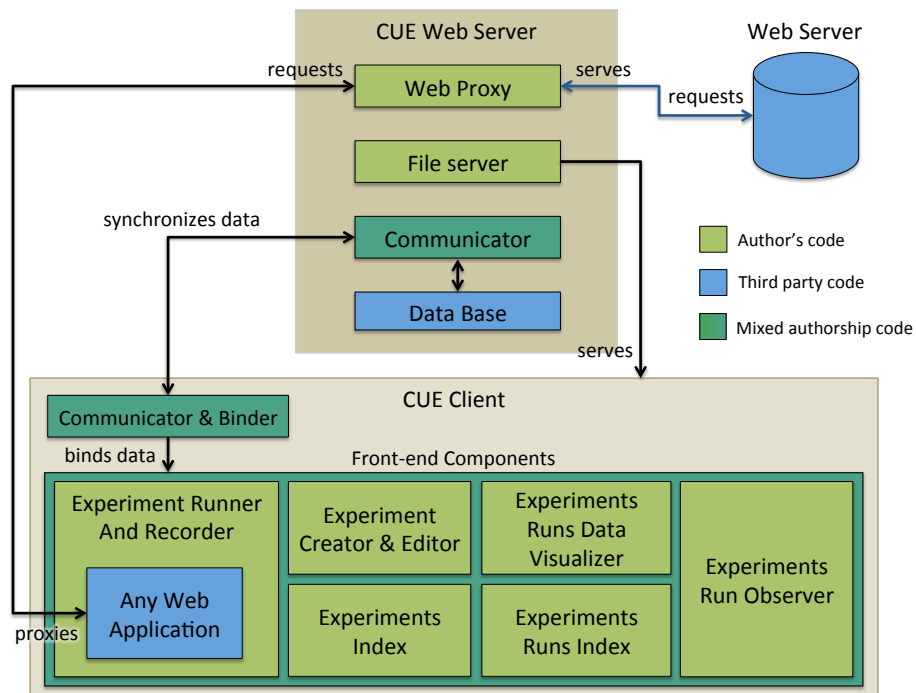 CUE Web Server
Web Server
requests
Web Proxy
serves
requests
File server
synchronizes data
Communicator
Data Base
Author's code
Third party code
Mixed authorship code
serves
CUE Client
Communicator & Binder
binds data
Front-end Components
Experiment Runner
And Recorder
Any Web
Application
proxies
Experiment
Creator & Editor
Experiments
Runs Data
Visualizer
Experiments
Index
Experiments
Runs Index
Experiments
Run Observer